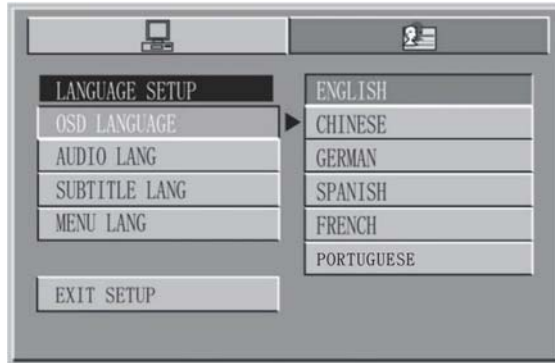 LANGUAGE SETUP
OSD LANGUAGE
AUDIO LANG
SUBTITLE LANG
MENU LANG
EXIT SETUP
ENGLISH
CHINESE
GERMAN
SPANISH
FRENCH
PORTUGUESE